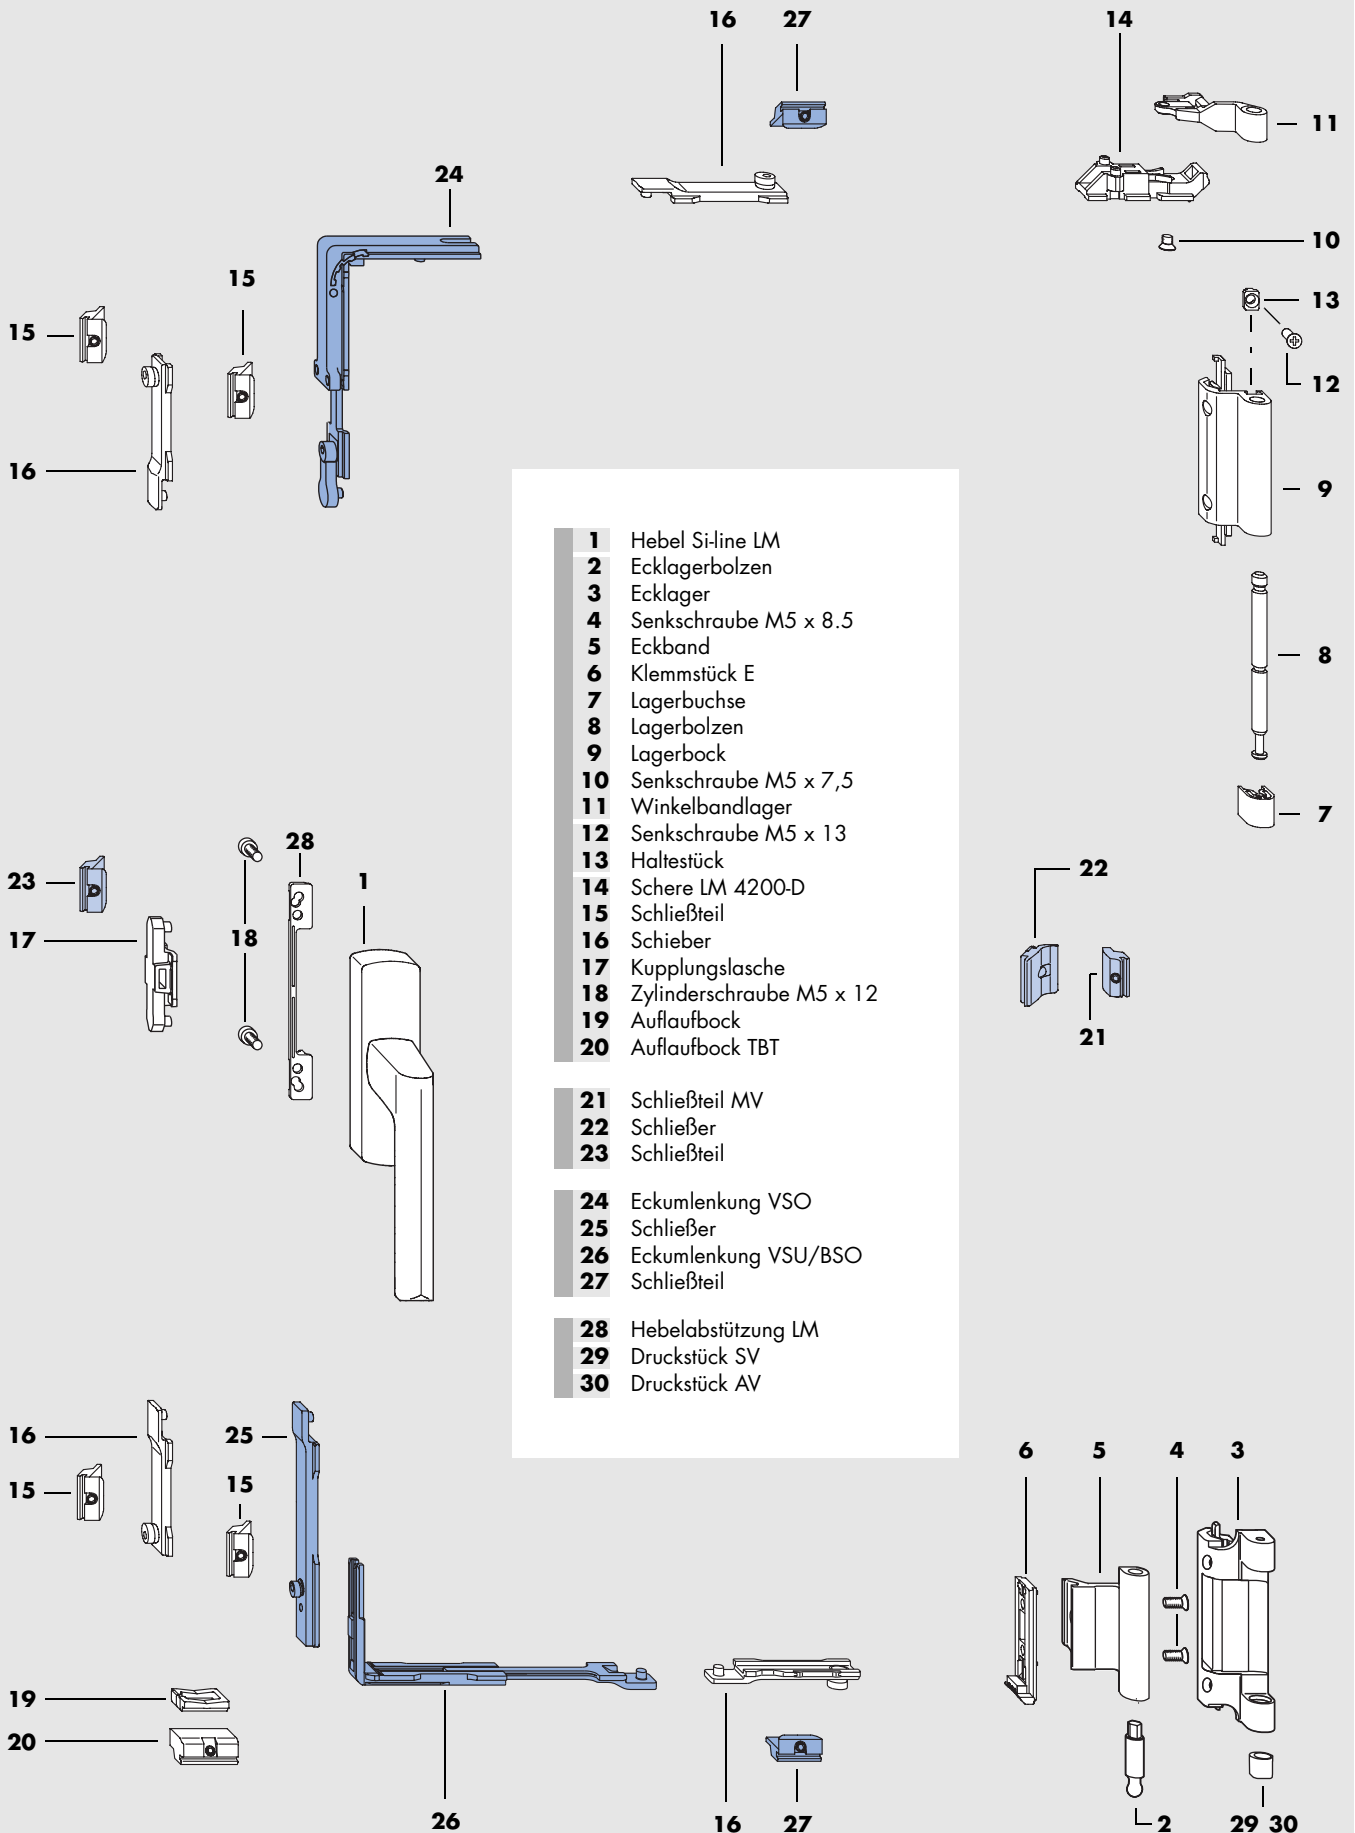 16 27 14
11
24
10
15
13
15
12
16
9
1 Hebel Si-line LM
2 Ecklagerbolzen
3 Ecklager
4 Senkschraube M5 x 8.5
5 Eckband
6 Klemmstück E
7 Lagerbuchse
8 Lagerbolzen
9 Lagerbock
10 Senkschraube M5 x 7,5
11 Winkelbandlager
12 Senkschraube M5 x 13
13 Haltestück
14 Schere LM 4200-D
15 Schließteil
16 Schieber
17 Kupplungslasche
18 Zylinderschraube M5 x 12
19 Auflaufbock
20 Auflaufbock TBT
21 Schließteil MV
22 Schließer
23 Schließteil
24 Eckumlenkung VSO
25 Schließer
26 Eckumlenkung VSU/BSO
27 Schließteil
28 Hebelabstützung LM
29 Druckstück SV
30 Druckstück AV
8
7
28
23 1 22
17 18
21
16 25 6 5 4 3
15 15
19
20
26 16 27 2 29 30